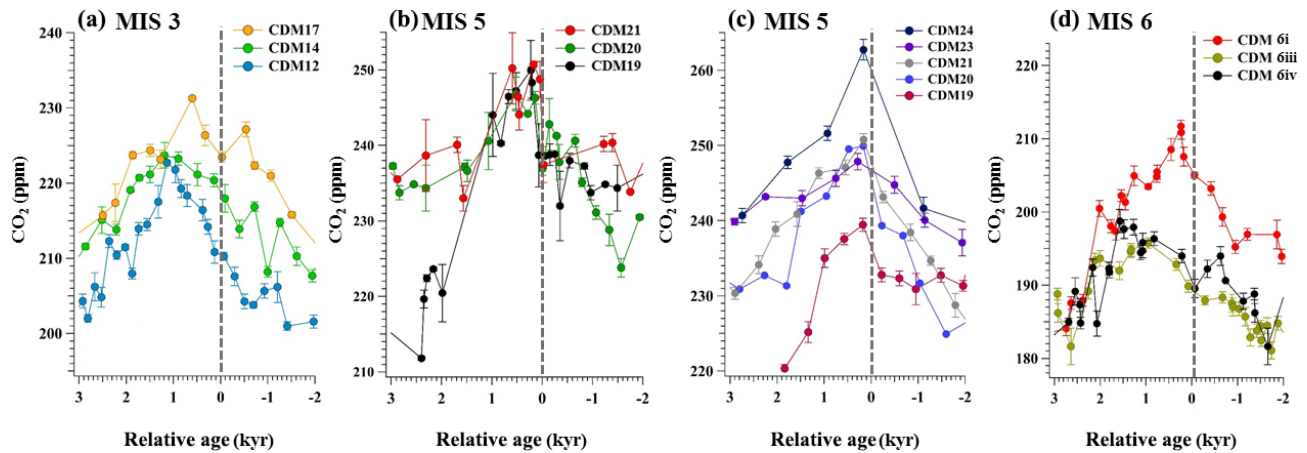 (a) MIS 3
CDM17
CDM14
CDM12
240
230
220
210
200
CO2 (ppm)
3 2 1 0 -1 -2
Relative age (kyr)
(b) MIS 5
CDM21
CDM20
CDM19
260
250
240
230
220
210
CO2 (ppm)
3 2 1 0 -1 -2
Relative age (kyr)
(c) MIS 5
CDM24
CDM23
CDM21
CDM20
CDM19
260
250
240
230
220
CO2 (ppm)
3 2 1 0 -1 -2
Relative age (kyr)
(d) MIS 6
CDM 6i
CDM 6iii
CDM 6iv
220
210
200
190
180
CO2 (ppm)
3 2 1 0 -1 -2
Relative age (kyr)